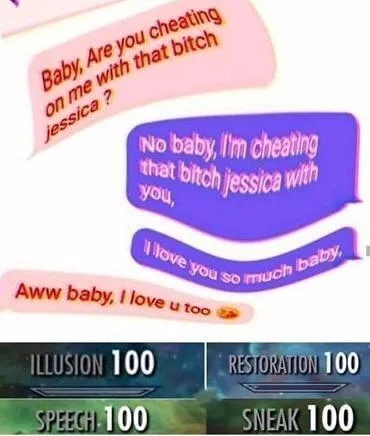 Baby, Are you cheating
on me with that bitch
jessica ?
No baby, I'm cheating
that bitch jessica with
you,
I love you so much baby,
Aww baby, I love u too 😘
ILLUSION 100
RESTORATION 100
SPEECH 100
SNEAK 100